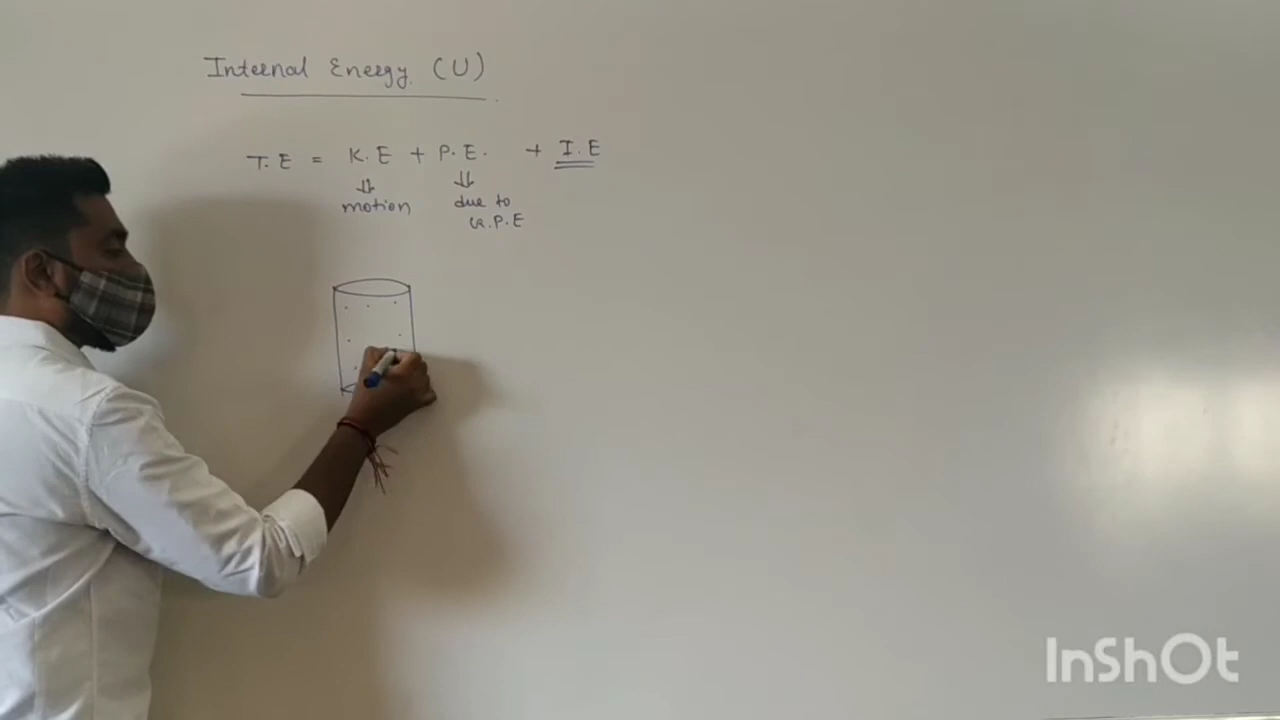 Internal Energy (U)
T.E = K.E + P.E. + I.E
⇓ ⇓
motion due to
G.P.E
InShOt